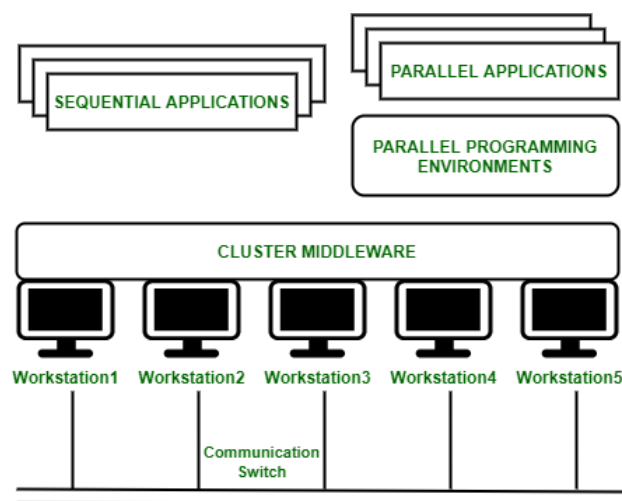 SEQUENTIAL APPLICATIONS
PARALLEL APPLICATIONS
PARALLEL PROGRAMMING
ENVIRONMENTS
CLUSTER MIDDLEWARE
Workstation1 Workstation2 Workstation3 Workstation4 Workstation5
Communication
Switch